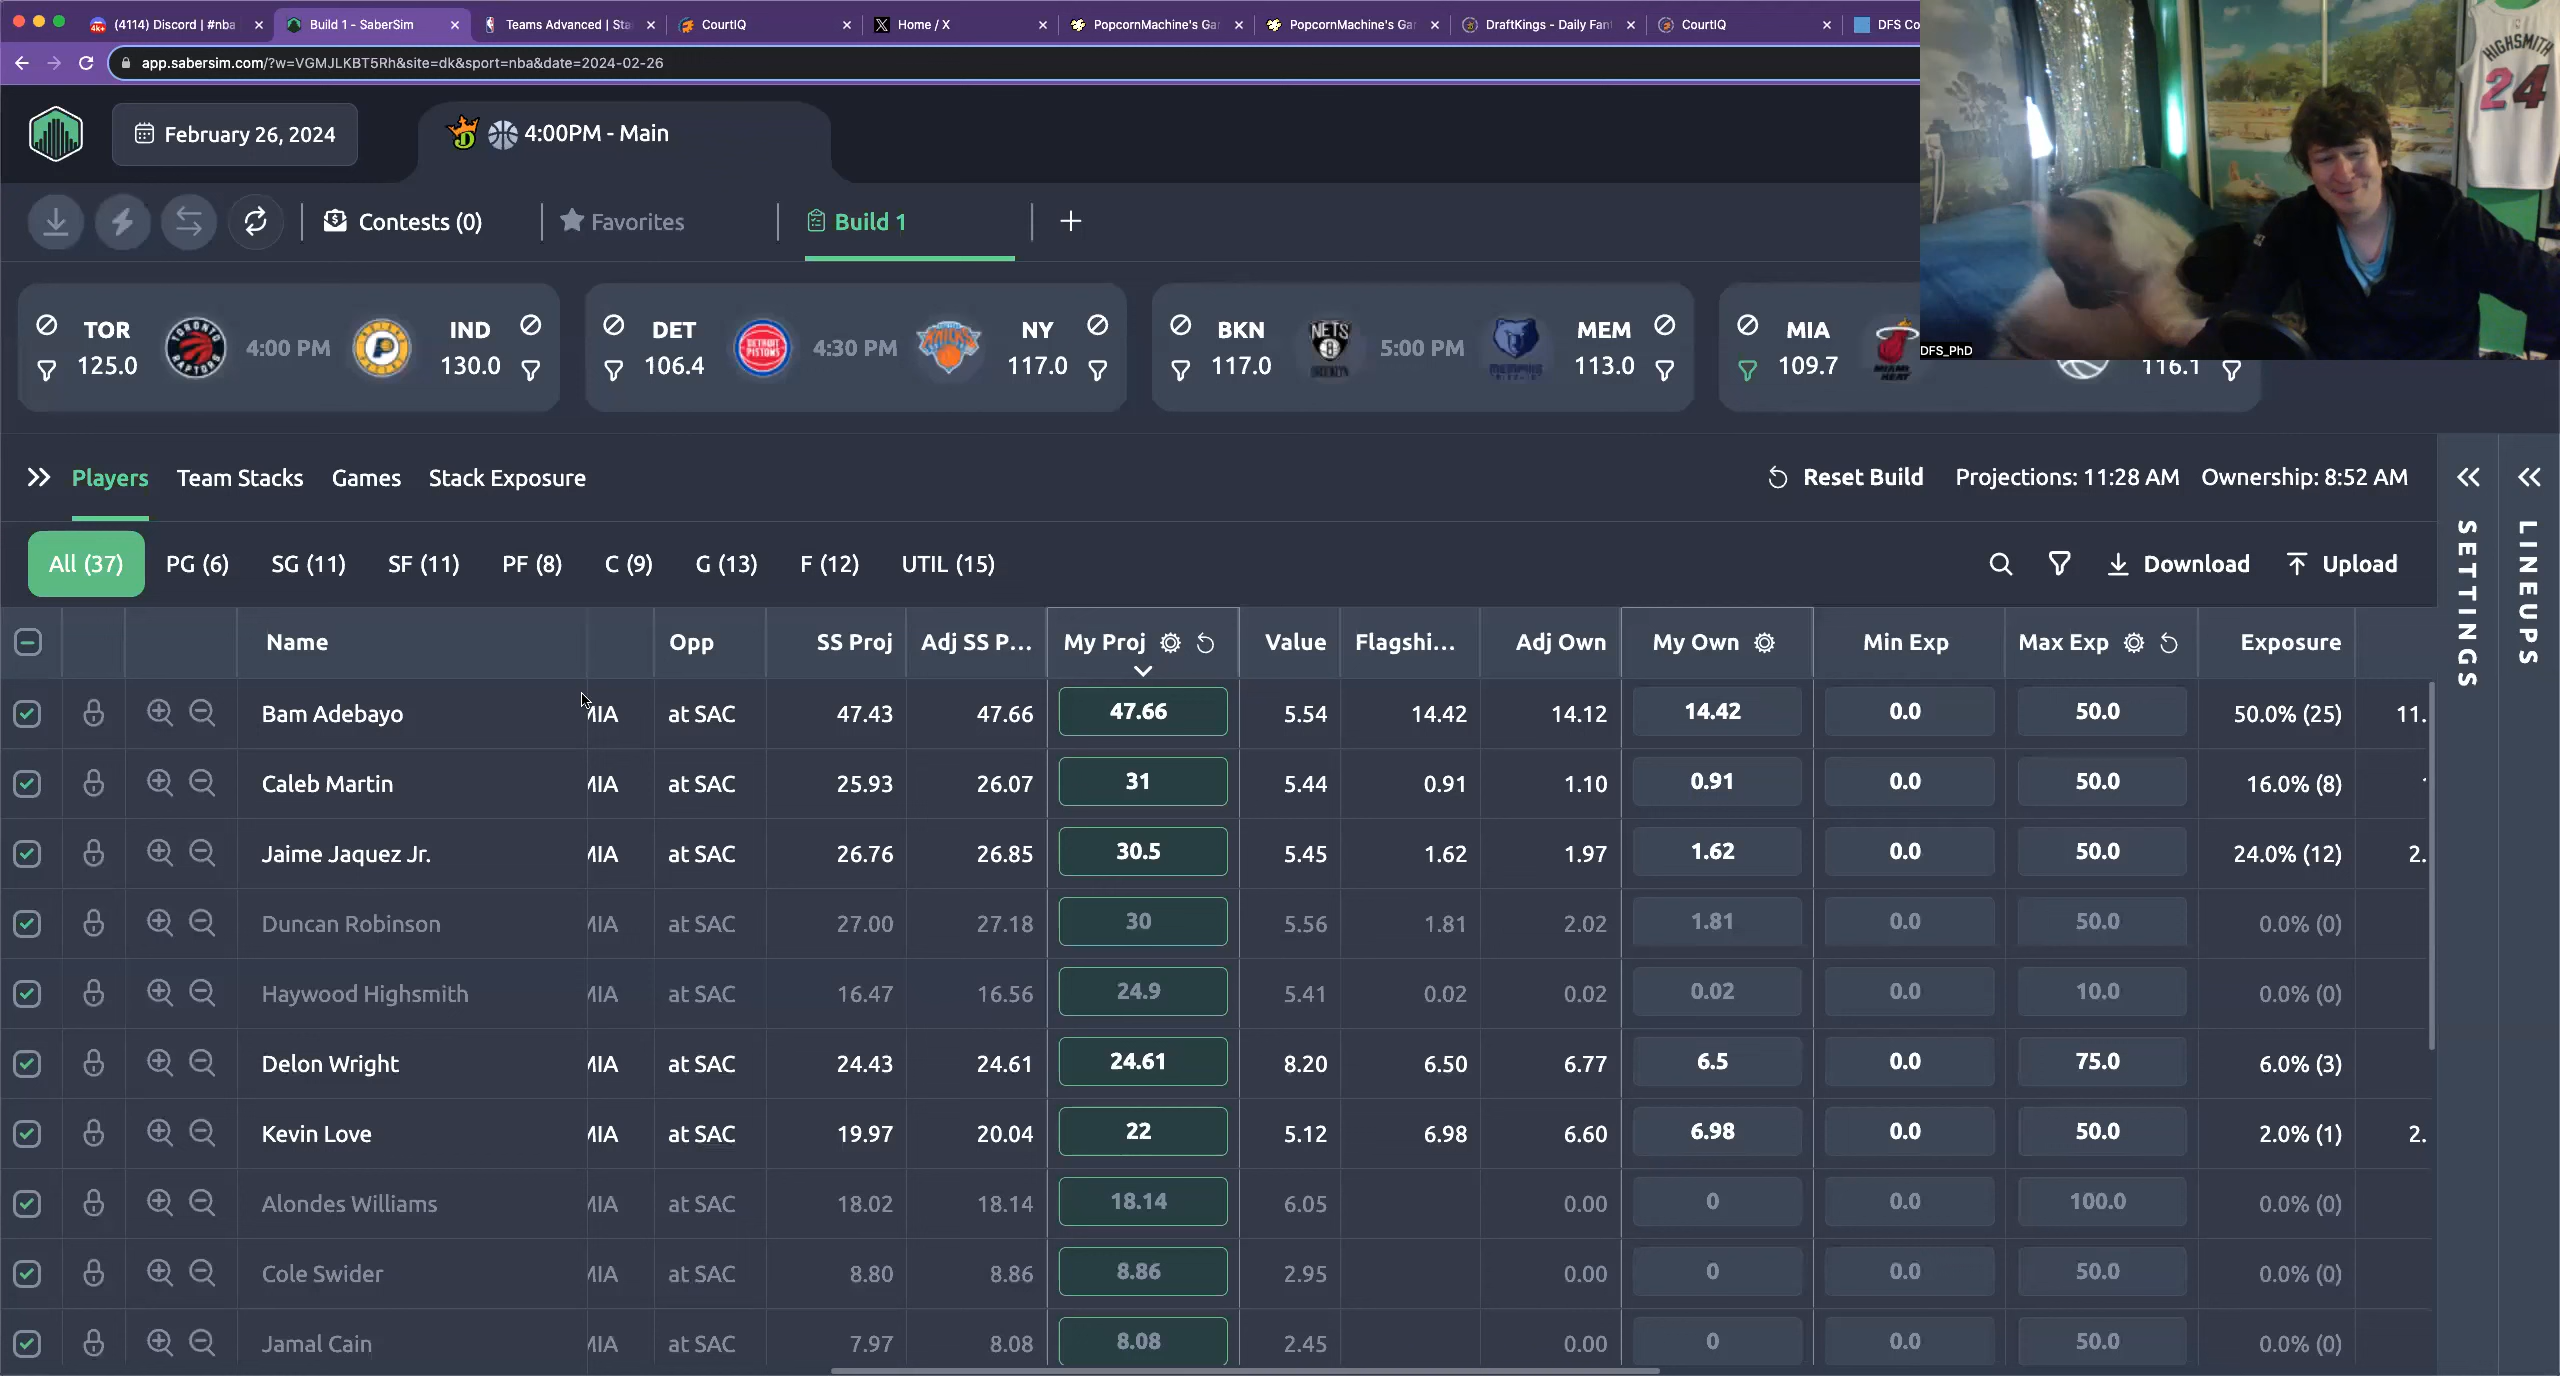 (4114) Discord | #nba
Build 1 - SaberSim
Teams Advanced | Sta
CourtIQ
Home / X
PopcornMachine's Ga
PopcornMachine's Ga
DraftKings - Daily Fan
CourtIQ
DFS Co
app.sabersim.com/?w=VGMJLKBT5Rh&site=dk&sport=nba&date=2024-02-26
HIGHSMITH
24
DFS_PhD
February 26, 2024
4:00PM - Main
Contests (0)
Favorites
Build 1
TOR 125.0 4:00 PM IND 130.0
DET 106.4 4:30 PM NY 117.0
BKN 117.0 5:00 PM MEM 113.0
MIA 109.7 116.1
Players Team Stacks Games Stack Exposure
Reset Build Projections: 11:28 AM Ownership: 8:52 AM
All (37) PG (6) SG (11) SF (11) PF (8) C (9) G (13) F (12) UTIL (15)
Download Upload
SETTINGS
LINEUPS
Name Opp SS Proj Adj SS P... My Proj Value Flagshi... Adj Own My Own Min Exp Max Exp Exposure
Bam Adebayo MIA at SAC 47.43 47.66 47.66 5.54 14.42 14.12 14.42 0.0 50.0 50.0% (25) 11.
Caleb Martin MIA at SAC 25.93 26.07 31 5.44 0.91 1.10 0.91 0.0 50.0 16.0% (8)
Jaime Jaquez Jr. MIA at SAC 26.76 26.85 30.5 5.45 1.62 1.97 1.62 0.0 50.0 24.0% (12) 2.
Duncan Robinson MIA at SAC 27.00 27.18 30 5.56 1.81 2.02 1.81 0.0 50.0 0.0% (0)
Haywood Highsmith MIA at SAC 16.47 16.56 24.9 5.41 0.02 0.02 0.02 0.0 10.0 0.0% (0)
Delon Wright MIA at SAC 24.43 24.61 24.61 8.20 6.50 6.77 6.5 0.0 75.0 6.0% (3)
Kevin Love MIA at SAC 19.97 20.04 22 5.12 6.98 6.60 6.98 0.0 50.0 2.0% (1) 2.
Alondes Williams MIA at SAC 18.02 18.14 18.14 6.05 0.00 0 0.0 100.0 0.0% (0)
Cole Swider MIA at SAC 8.80 8.86 8.86 2.95 0.00 0 0.0 50.0 0.0% (0)
Jamal Cain MIA at SAC 7.97 8.08 8.08 2.45 0.00 0 0.0 50.0 0.0% (0)